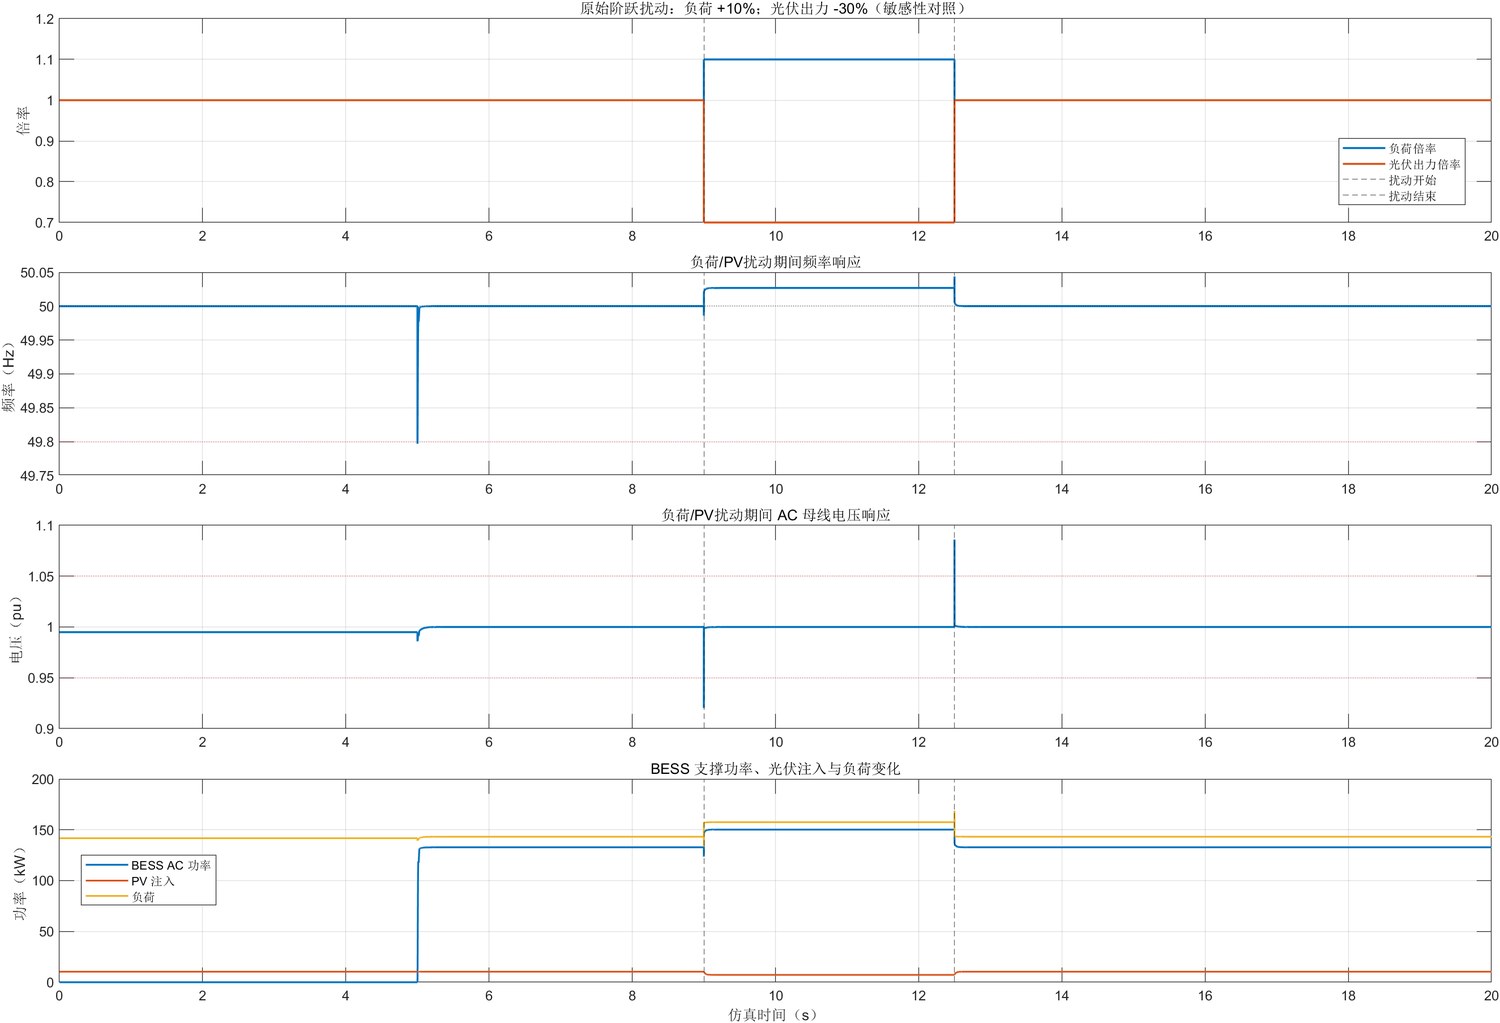 原始阶跃扰动：负荷 +10%；光伏出力 -30%（敏感性对照）
1.2
1.1
1
0.9
0.8
0.7
倍率
负荷倍率
光伏出力倍率
扰动开始
扰动结束
0 2 4 6 8 10 12 14 16 18 20
负荷/PV扰动期间频率响应
50.05
50
49.95
49.9
49.85
49.8
49.75
频率（Hz）
0 2 4 6 8 10 12 14 16 18 20
负荷/PV扰动期间 AC 母线电压响应
1.1
1.05
1
0.95
0.9
电压（pu）
0 2 4 6 8 10 12 14 16 18 20
BESS 支撑功率、光伏注入与负荷变化
200
150
100
50
0
功率（kW）
BESS AC 功率
PV 注入
负荷
0 2 4 6 8 10 12 14 16 18 20
仿真时间（s）